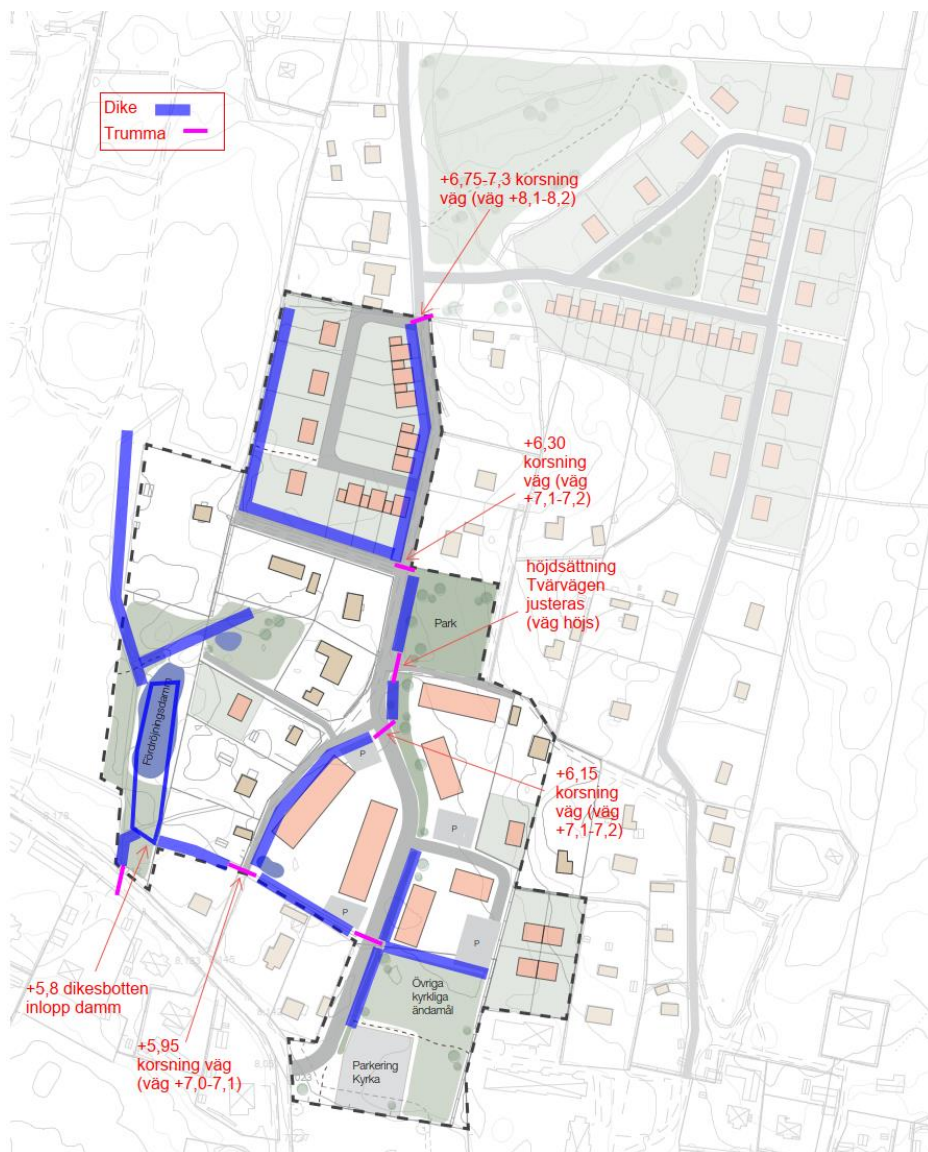 Dike
Trumma
+6,75-7,3 korsning
väg (väg +8,1-8,2)
+6,30
korsning
väg (väg
+7,1-7,2)
höjdsättning
Tvärvägen
justeras
(väg höjs)
Park
Fördröjningsdamm
P
+6,15
korsning
väg (väg
+7,1-7,2)
P
P
P
+5,8 dikesbotten
inlopp damm
Övriga
kyrkliga
ändamål
+5,95
korsning väg
(väg +7,0-7,1)
Parkering
Kyrka